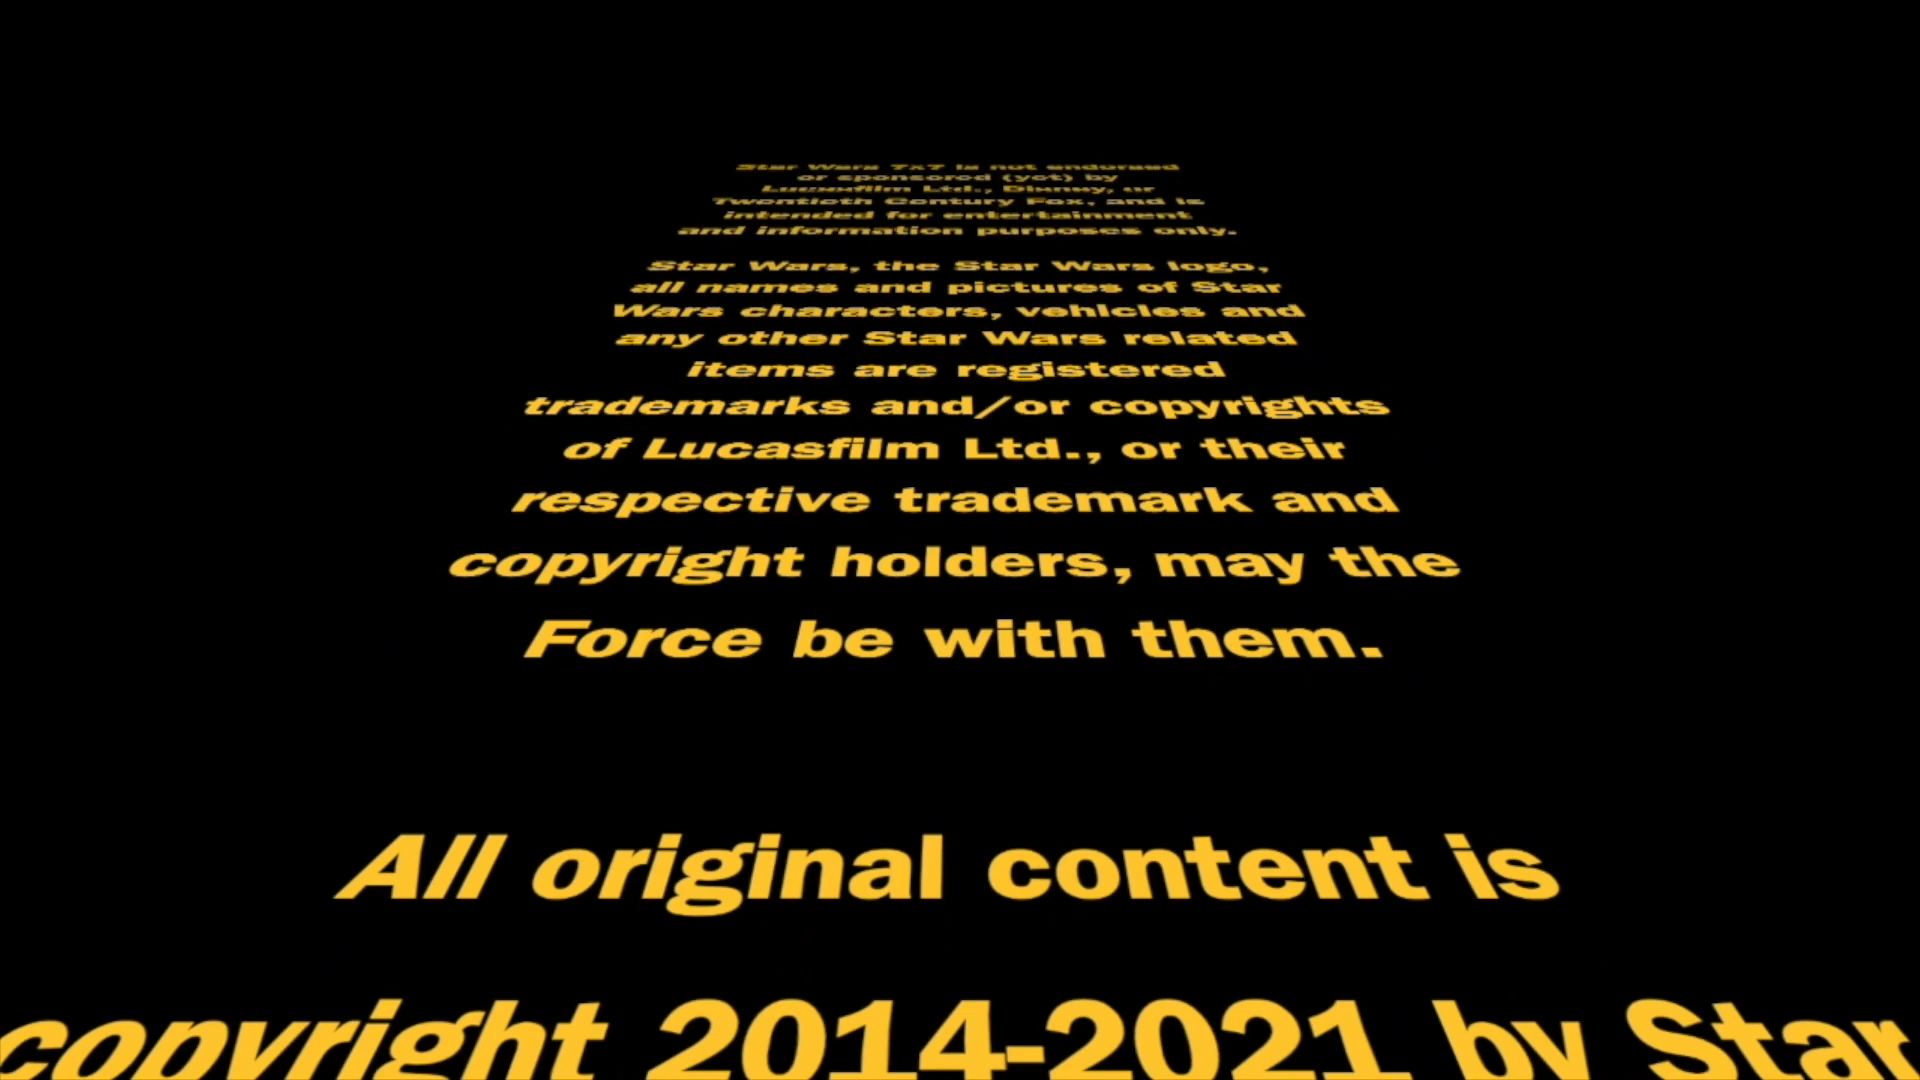 Star Wars 7x7 is not endorsed
or sponsored (yet) by
Lucasfilm Ltd., Disney, or
Twentieth Century Fox, and is
intended for entertainment
and information purposes only.
Star Wars, the Star Wars logo,
all names and pictures of Star
Wars characters, vehicles and
any other Star Wars related
items are registered
trademarks and/or copyrights
of Lucasfilm Ltd., or their
respective trademark and
copyright holders, may the
Force be with them.
All original content is
copyright 2014-2021 by Star